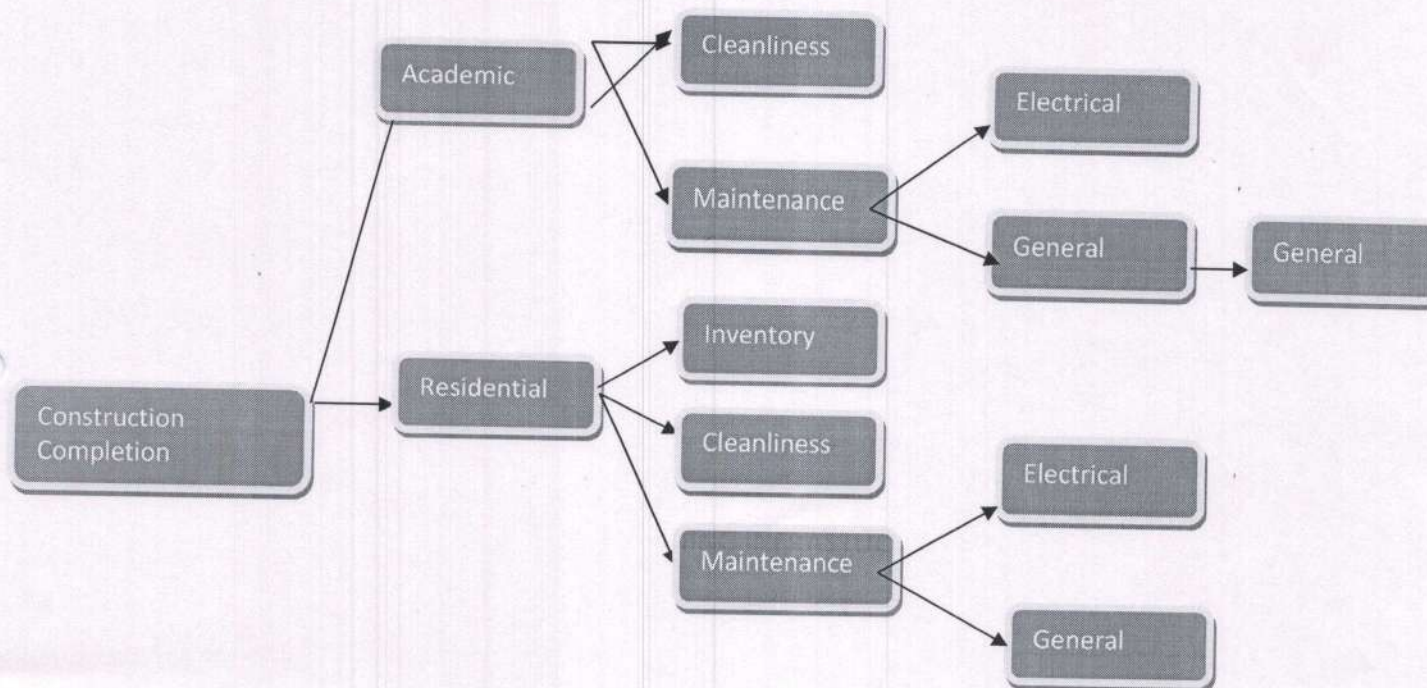 Cleanliness
Academic
Electrical
Maintenance
General
General
Inventory
Residential
Construction
Completion
Cleanliness
Electrical
Maintenance
General